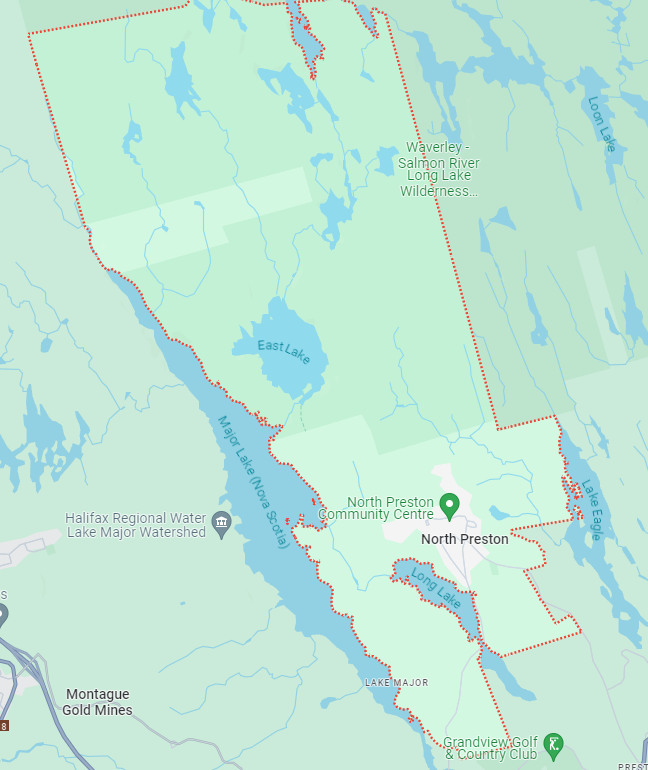 Loon Lake
Waverley -
Salmon River
Long Lake
Wilderness...
East Lake
Major Lake (Nova Scotia)
North Preston
Community Centre
Lake Eagle
Halifax Regional Water
Lake Major Watershed
North Preston
Long Lake
s
LAKE MAJOR
Montague
Gold Mines
8
Grandview Golf
& Country Club
PREST